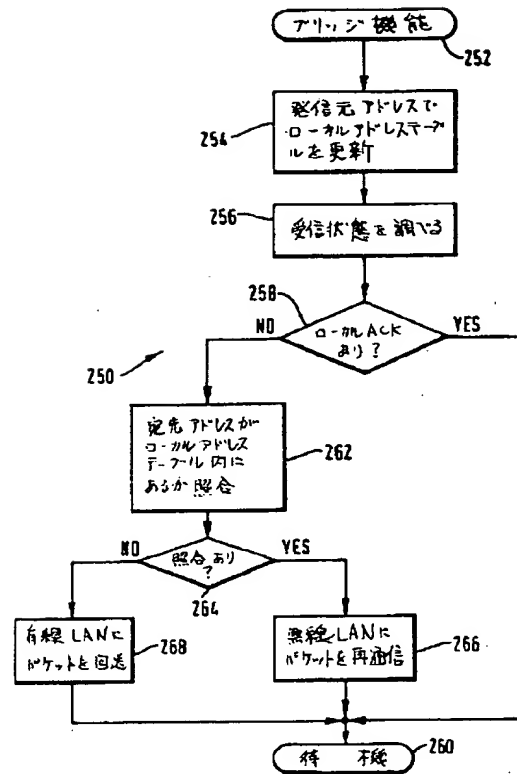 ブリッジ機能
252
発信元アドレスで
ローカルアドレステーブ
ルを更新
254
受信状態を調べる
256
258
ローカルACK
あり?
NO
YES
250
宛先アドレスが
ローカルアドレス
テーブル内に
あるか照合
262
照合あり
?
NO
YES
264
有線LANに
パケットを回送
268
無線LANに
パケットを再通信
266
待機
260